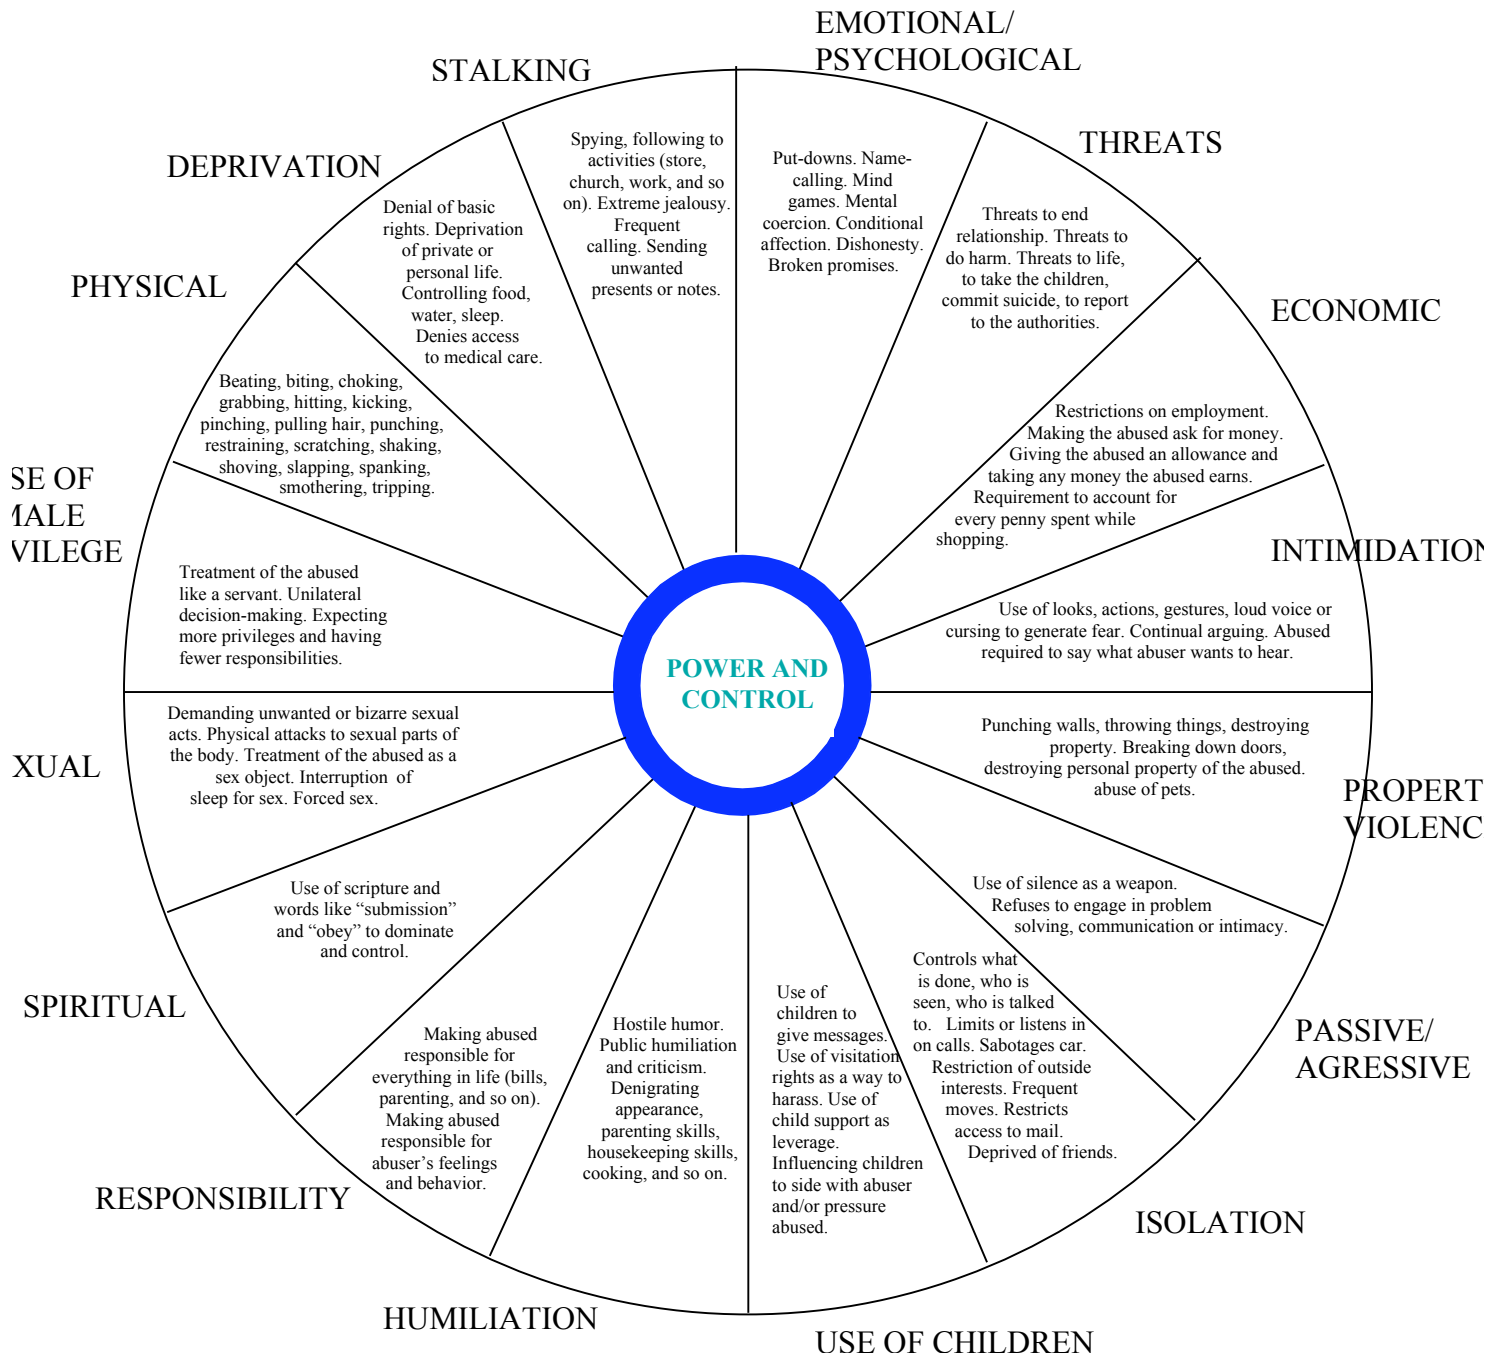 EMOTIONAL/
PSYCHOLOGICAL
Put-downs. Name-
calling. Mind
games. Mental
coercion. Conditional
affection. Dishonesty.
Broken promises.
THREATS
Threats to end
relationship. Threats to
do harm. Threats to life,
to take the children,
commit suicide, to report
to the authorities.
ECONOMIC
Restrictions on employment.
Making the abused ask for money.
Giving the abused an allowance and
taking any money the abused earns.
Requirement to account for
every penny spent while
shopping.
INTIMIDATION
Use of looks, actions, gestures, loud voice or
cursing to generate fear. Continual arguing. Abused
required to say what abuser wants to hear.
PROPERT
VIOLENC
Punching walls, throwing things, destroying
property. Breaking down doors,
destroying personal property of the abused.
abuse of pets.
PASSIVE/
AGRESSIVE
Use of silence as a weapon.
Refuses to engage in problem
solving, communication or intimacy.
ISOLATION
Controls what
is done, who is
seen, who is talked
to. Limits or listens in
on calls. Sabotages car.
Restriction of outside
interests. Frequent
moves. Restricts
access to mail.
Deprived of friends.
USE OF CHILDREN
Use of
children to
give messages.
Use of visitation
rights as a way to
harass. Use of
child support as
leverage.
Influencing children
to side with abuser
and/or pressure
abused.
HUMILIATION
Hostile humor.
Public humiliation
and criticism.
Denigrating
appearance,
parenting skills,
housekeeping skills,
cooking, and so on.
RESPONSIBILITY
Making abused
responsible for
everything in life (bills,
parenting, and so on).
Making abused
responsible for
abuser’s feelings
and behavior.
SPIRITUAL
Use of scripture and
words like “submission”
and “obey” to dominate
and control.
XUAL
Demanding unwanted or bizarre sexual
acts. Physical attacks to sexual parts of
the body. Treatment of the abused as a
sex object. Interruption of
sleep for sex. Forced sex.
SE OF
MALE
VILEGE
Treatment of the abused
like a servant. Unilateral
decision-making. Expecting
more privileges and having
fewer responsibilities.
PHYSICAL
Beating, biting, choking,
grabbing, hitting, kicking,
pinching, pulling hair, punching,
restraining, scratching, shaking,
shoving, slapping, spanking,
smothering, tripping.
DEPRIVATION
Denial of basic
rights. Deprivation
of private or
personal life.
Controlling food,
water, sleep.
Denies access
to medical care.
STALKING
Spying, following to
activities (store,
church, work, and so
on). Extreme jealousy.
Frequent
calling. Sending
unwanted
presents or notes.
POWER AND
CONTROL